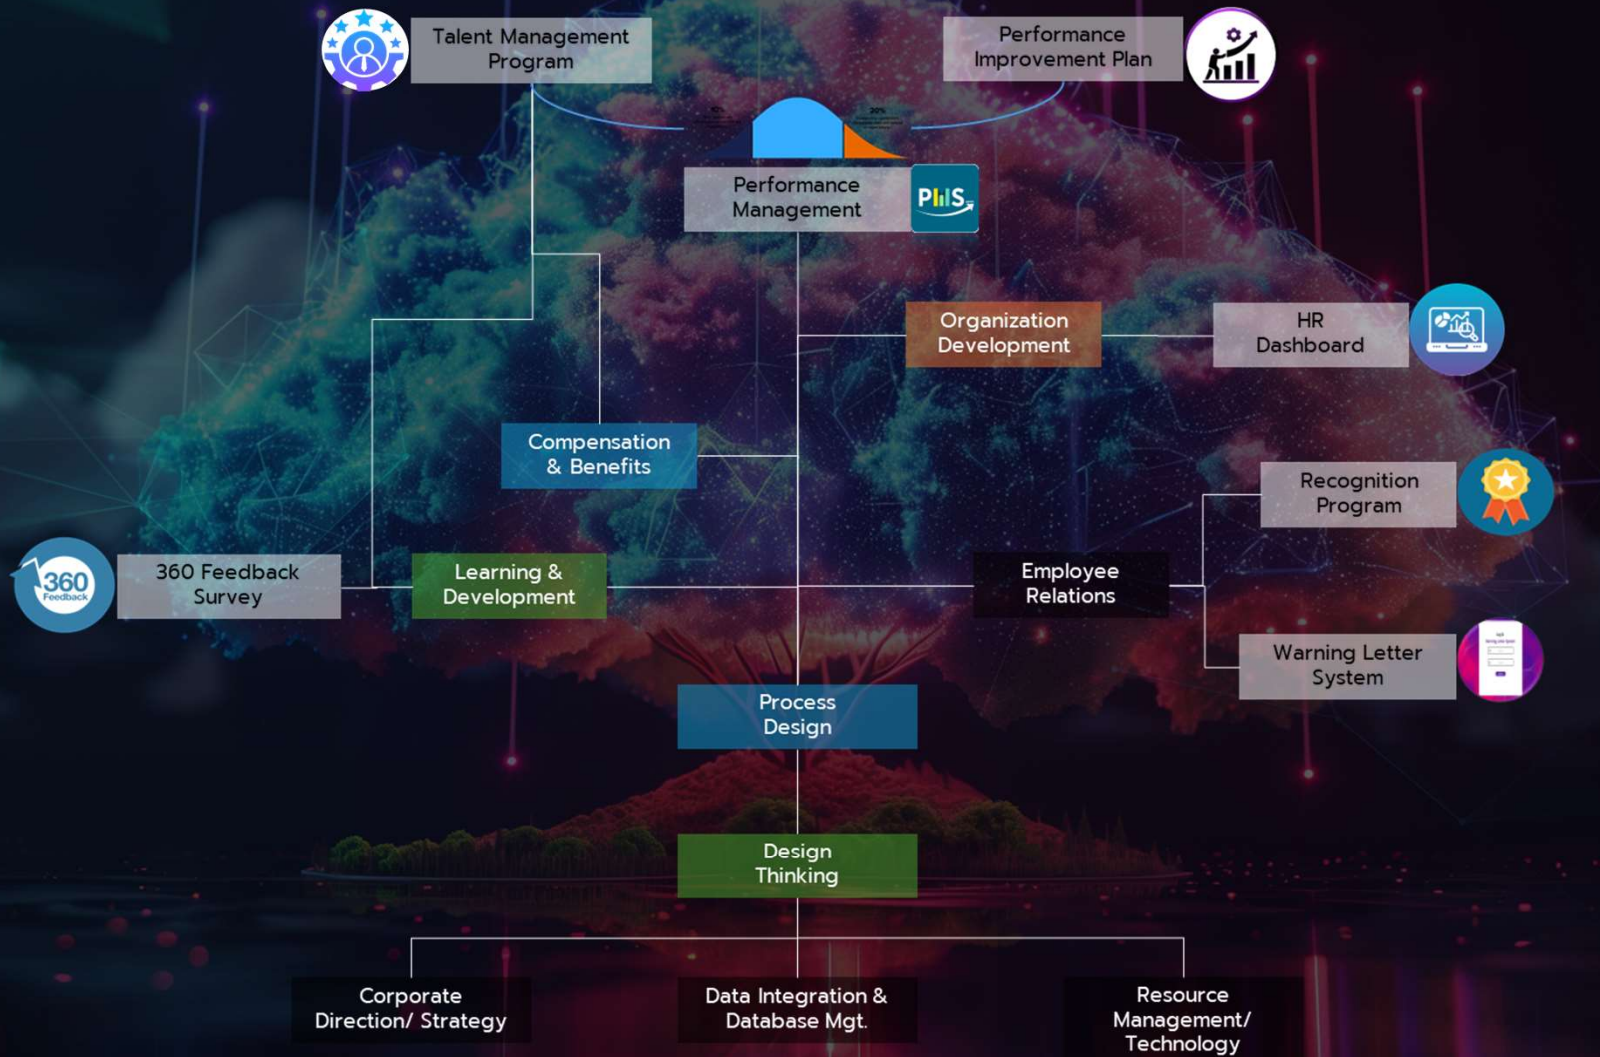 Talent Management
Program
Performance
Improvement Plan
20%
Performance
Management
PMS
Organization
Development
HR
Dashboard
Compensation
& Benefits
Recognition
Program
360
Feedback
360 Feedback
Survey
Learning &
Development
Employee
Relations
Warning Letter
System
Process
Design
Design
Thinking
Corporate
Direction/ Strategy
Data Integration &
Database Mgt.
Resource
Management/
Technology